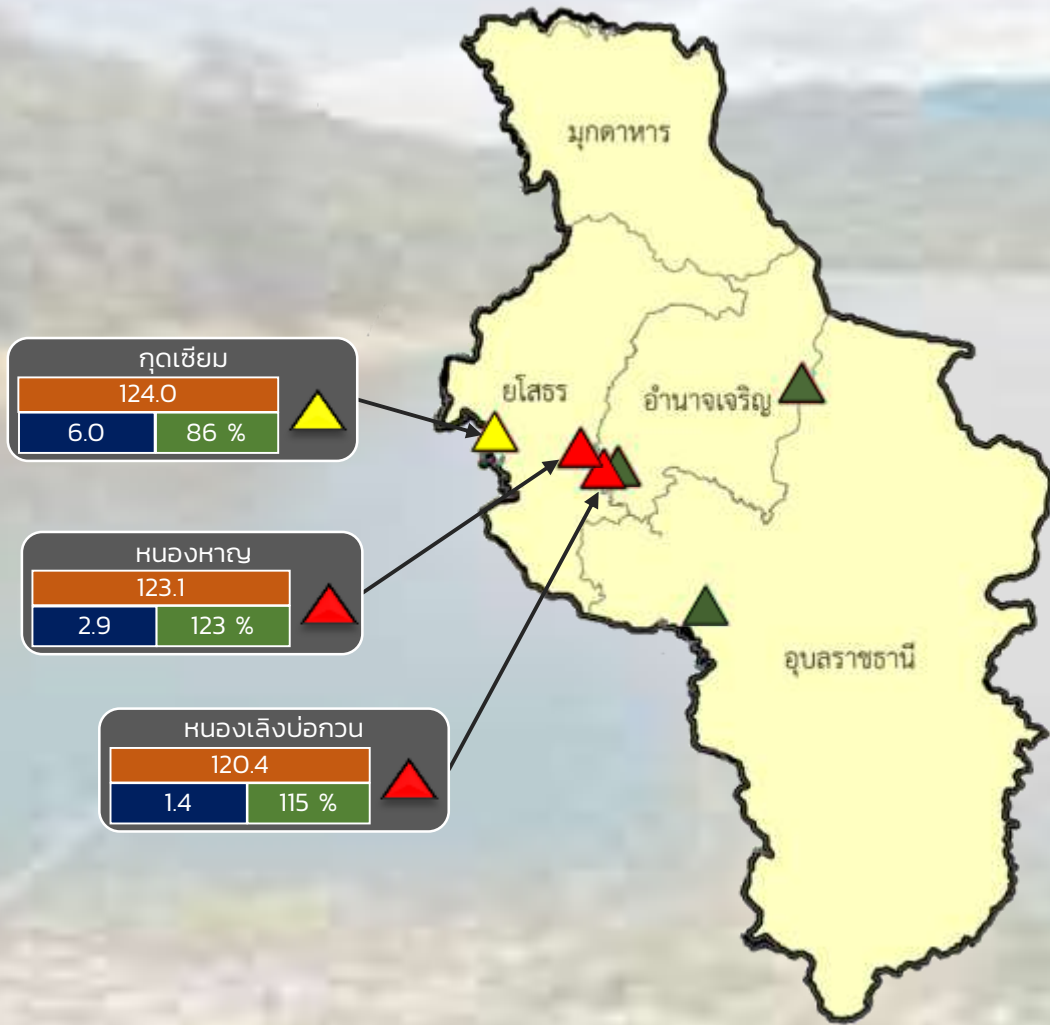 มุกดาหาร
กุดเซียม
124.0
6.0 86 %
ยโสธร
อำนาจเจริญ
หนองหาญ
123.1
2.9 123 %
อุบลราชธานี
หนองเลิงบ่อกวน
120.4
1.4 115 %